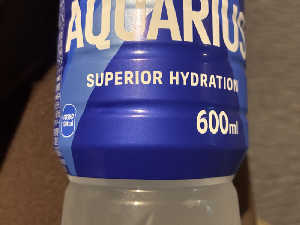 AQUARIUS
SUPERIOR HYDRATION
600ml